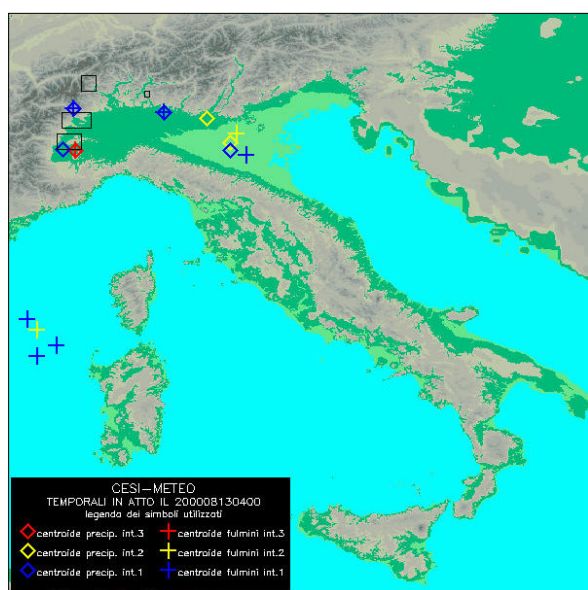 CESI-METEO
TEMPORALI IN ATTO IL 200008130400
legenda dei simboli utilizzati
centroide precip. int.3 centroide fulmini int.3
centroide precip. int.2 centroide fulmini int.2
centroide precip. int.1 centroide fulmini int.1